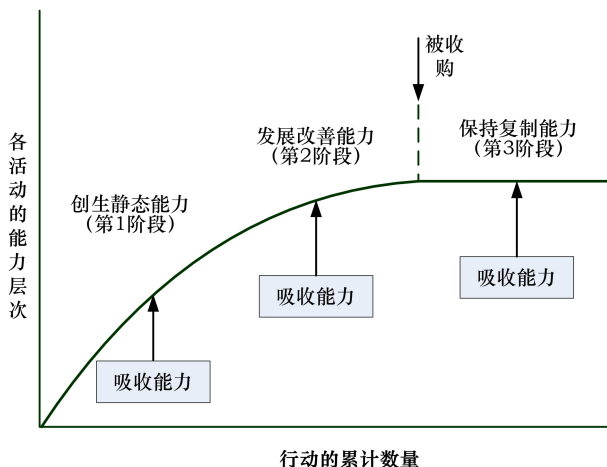 被收
购
发展改善能力
(第2阶段)
保持复制能力
(第3阶段)
创生静态能力
(第1阶段)
各活动的能力层次
吸收能力
吸收能力
吸收能力
行动的累计数量